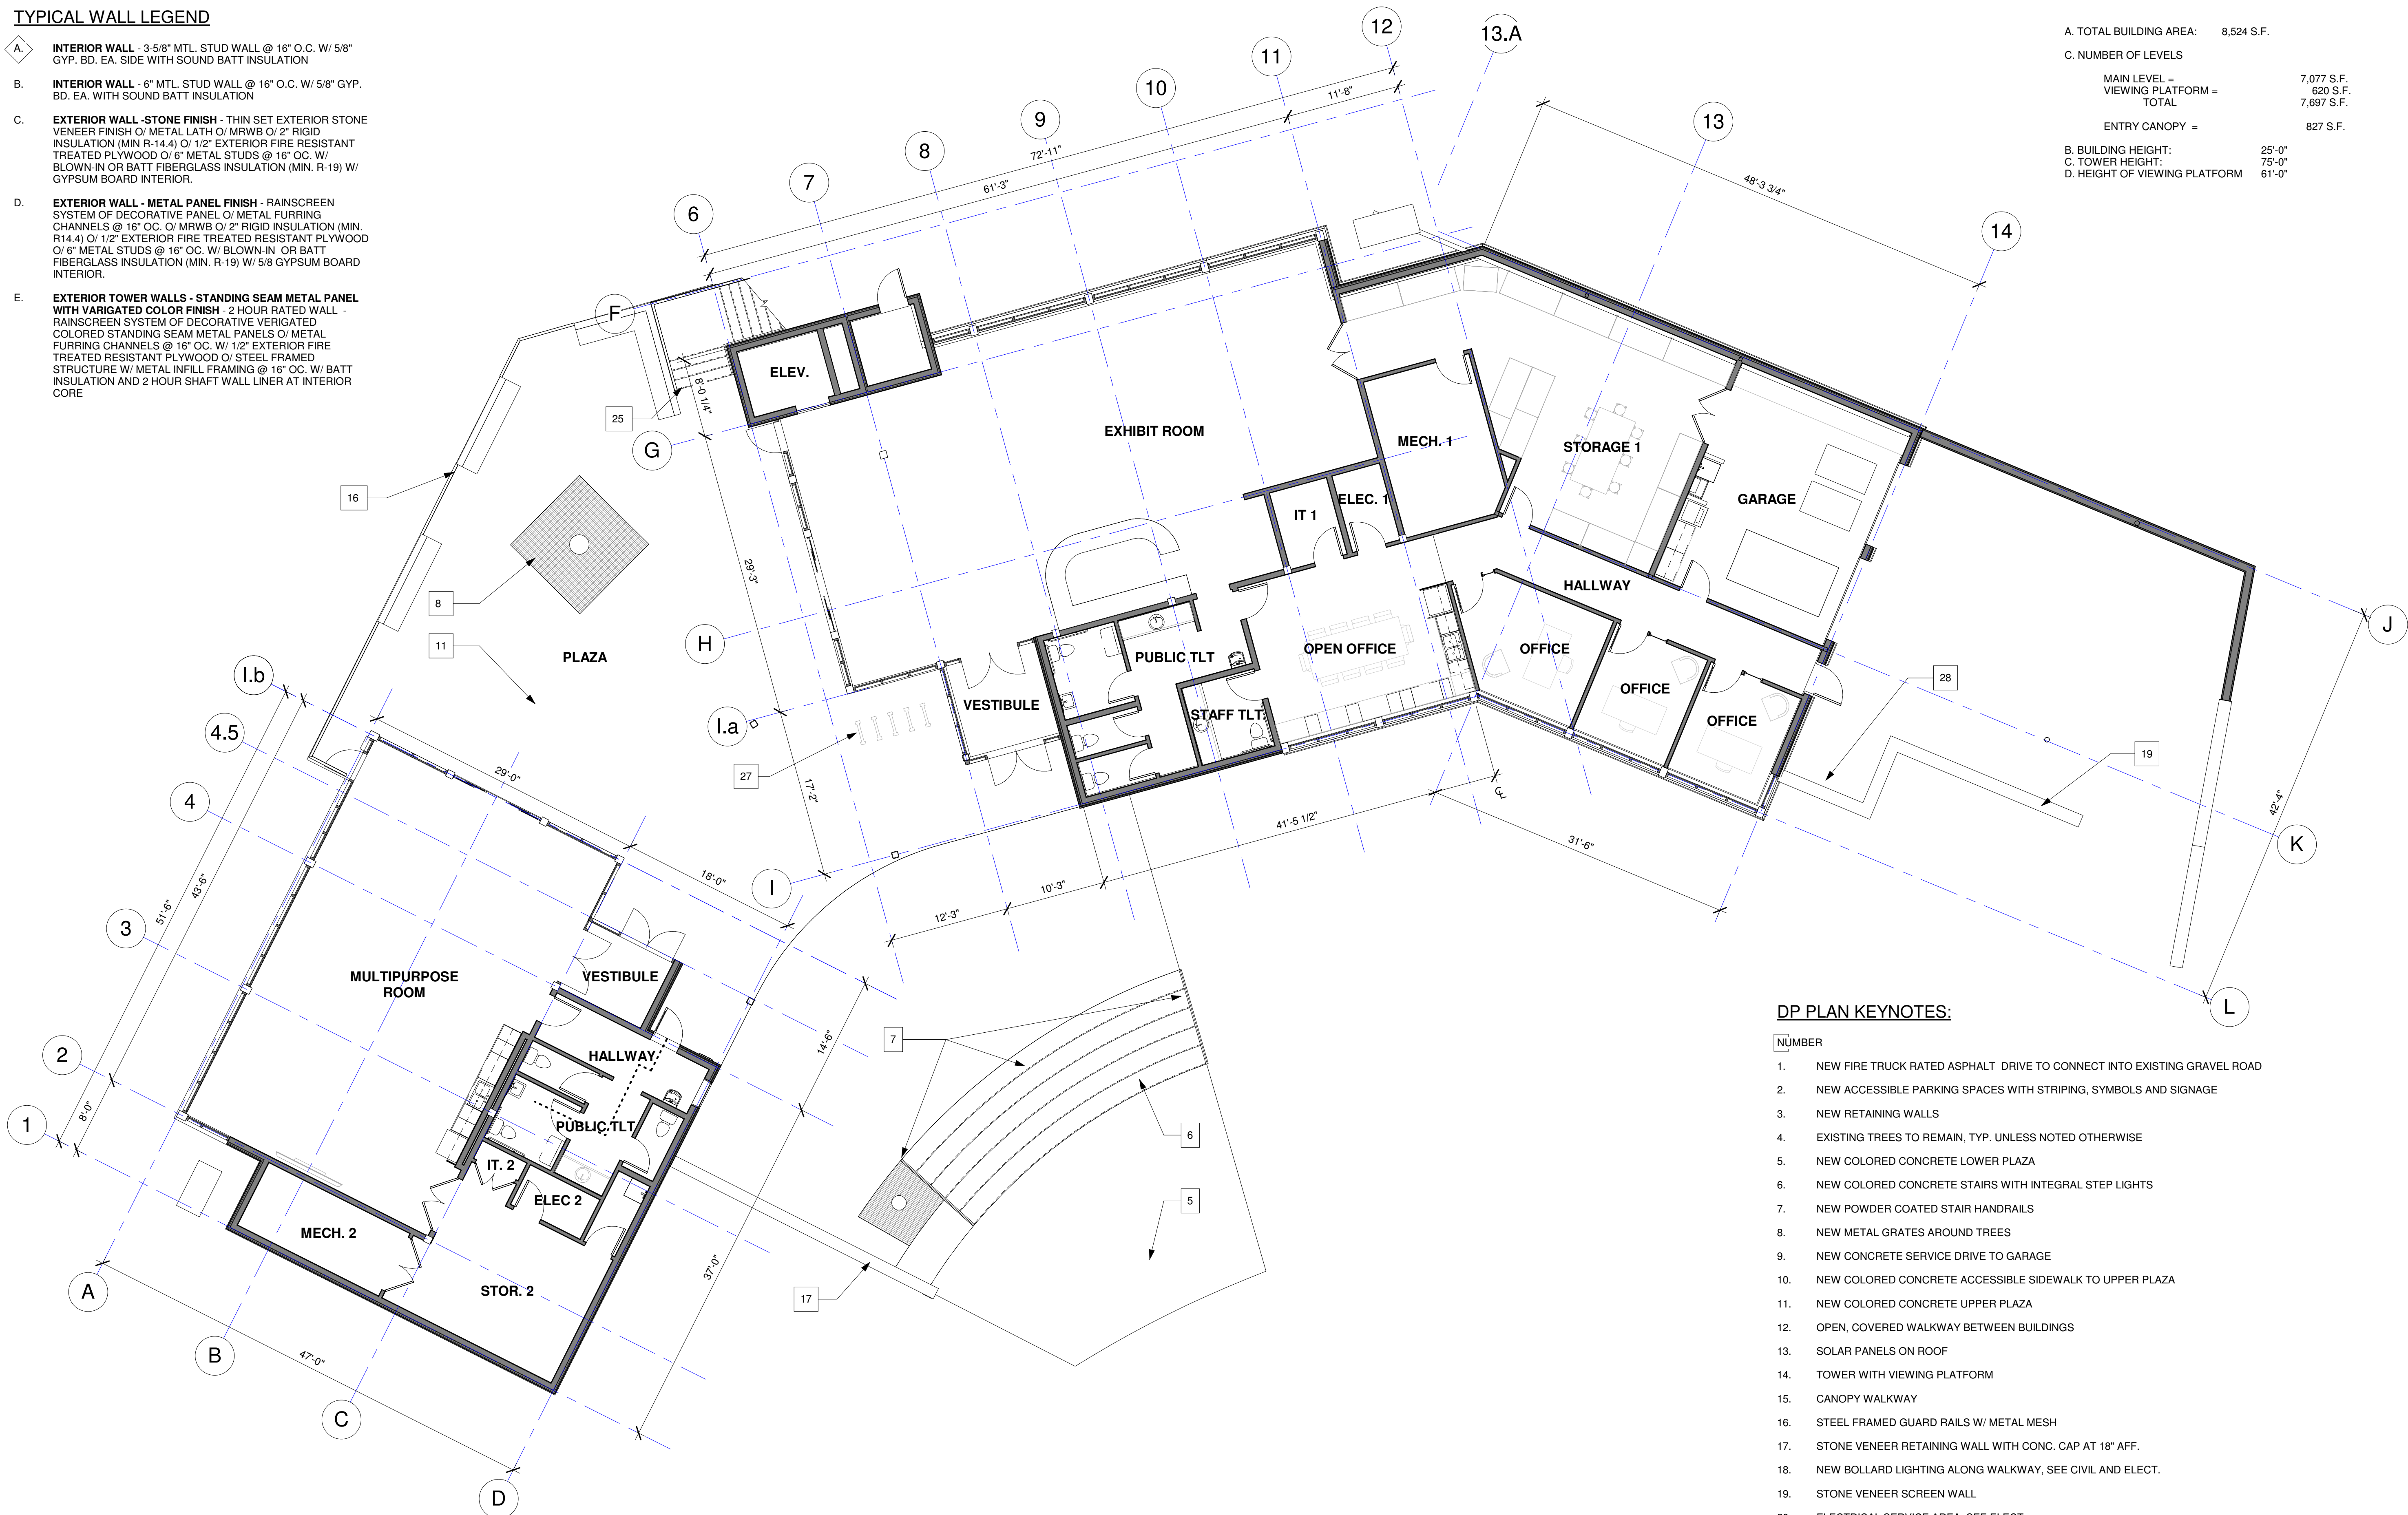 TYPICAL WALL LEGEND
A. INTERIOR WALL - 3-5/8" MTL. STUD WALL @ 16" O.C. W/ 5/8"
GYP. BD. EA. SIDE WITH SOUND BATT INSULATION
B. INTERIOR WALL - 6" MTL. STUD WALL @ 16" O.C. W/ 5/8" GYP.
BD. EA. WITH SOUND BATT INSULATION
C. EXTERIOR WALL -STONE FINISH - THIN SET EXTERIOR STONE
VENEER FINISH O/ METAL LATH O/ MRWB O/ 2" RIGID
INSULATION (MIN R-14.4) O/ 1/2" EXTERIOR FIRE RESISTANT
TREATED PLYWOOD O/ 6" METAL STUDS @ 16" OC. W/
BLOWN-IN OR BATT FIBERGLASS INSULATION (MIN. R-19) W/
GYPSUM BOARD INTERIOR.
D. EXTERIOR WALL - METAL PANEL FINISH - RAINSCREEN
SYSTEM OF DECORATIVE PANEL O/ METAL FURRING
CHANNELS @ 16" OC. O/ MRWB O/ 2" RIGID INSULATION (MIN.
R14.4) O/ 1/2" EXTERIOR FIRE TREATED RESISTANT PLYWOOD
O/ 6" METAL STUDS @ 16" OC. W/ BLOWN-IN OR BATT
FIBERGLASS INSULATION (MIN. R-19) W/ 5/8 GYPSUM BOARD
INTERIOR.
E. EXTERIOR TOWER WALLS - STANDING SEAM METAL PANEL
WITH VARIGATED COLOR FINISH - 2 HOUR RATED WALL -
RAINSCREEN SYSTEM OF DECORATIVE VERIGATED
COLORED STANDING SEAM METAL PANELS O/ METAL
FURRING CHANNELS @ 16" OC. W/ 1/2" EXTERIOR FIRE
TREATED RESISTANT PLYWOOD O/ STEEL FRAMED
STRUCTURE W/ METAL INFILL FRAMING @ 16" OC. W/ BATT
INSULATION AND 2 HOUR SHAFT WALL LINER AT INTERIOR
CORE
A. TOTAL BUILDING AREA: 8,524 S.F.
C. NUMBER OF LEVELS
MAIN LEVEL = 7,077 S.F.
VIEWING PLATFORM = 620 S.F.
TOTAL 7,697 S.F.
ENTRY CANOPY = 827 S.F.
B. BUILDING HEIGHT: 25'-0"
C. TOWER HEIGHT: 75'-0"
D. HEIGHT OF VIEWING PLATFORM 61'-0"
6
7
8
9
10
11
12
13.A
13
14
72'-11"
61'-3"
11'-8"
48'-3 3/4"
F
G
H
I.a
I
I.b
4.5
4
3
2
1
A
B
C
D
J
K
L
8'-0 1/4"
29'-3"
17'-2"
12'-3"
10'-3"
41'-5 1/2"
31'-6"
42'-4"
29'-0"
18'-0"
51'-6"
43'-6"
8'-0"
47'-0"
14'-6"
37'-0"
ELEV.
EXHIBIT ROOM
MECH. 1
STORAGE 1
GARAGE
ELEC. 1
IT 1
HALLWAY
PLAZA
VESTIBULE
PUBLIC TLT
STAFF TLT.
OPEN OFFICE
OFFICE
OFFICE
OFFICE
MULTIPURPOSE
ROOM
VESTIBULE
HALLWAY
PUBLIC TLT
IT. 2
ELEC 2
MECH. 2
STOR. 2
25
16
8
11
27
28
19
7
6
5
17
DP PLAN KEYNOTES:
NUMBER
1. NEW FIRE TRUCK RATED ASPHALT DRIVE TO CONNECT INTO EXISTING GRAVEL ROAD
2. NEW ACCESSIBLE PARKING SPACES WITH STRIPING, SYMBOLS AND SIGNAGE
3. NEW RETAINING WALLS
4. EXISTING TREES TO REMAIN, TYP. UNLESS NOTED OTHERWISE
5. NEW COLORED CONCRETE LOWER PLAZA
6. NEW COLORED CONCRETE STAIRS WITH INTEGRAL STEP LIGHTS
7. NEW POWDER COATED STAIR HANDRAILS
8. NEW METAL GRATES AROUND TREES
9. NEW CONCRETE SERVICE DRIVE TO GARAGE
10. NEW COLORED CONCRETE ACCESSIBLE SIDEWALK TO UPPER PLAZA
11. NEW COLORED CONCRETE UPPER PLAZA
12. OPEN, COVERED WALKWAY BETWEEN BUILDINGS
13. SOLAR PANELS ON ROOF
14. TOWER WITH VIEWING PLATFORM
15. CANOPY WALKWAY
16. STEEL FRAMED GUARD RAILS W/ METAL MESH
17. STONE VENEER RETAINING WALL WITH CONC. CAP AT 18" AFF.
18. NEW BOLLARD LIGHTING ALONG WALKWAY, SEE CIVIL AND ELECT.
19. STONE VENEER SCREEN WALL